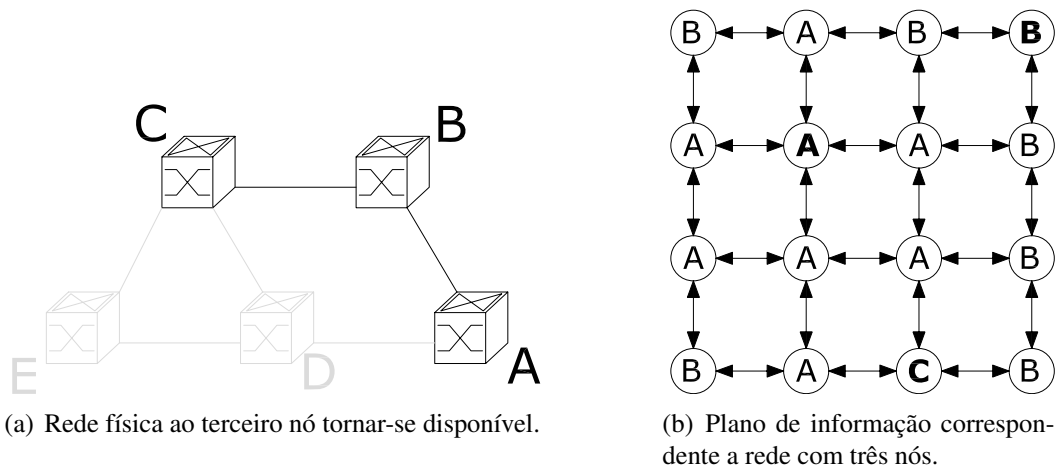 B A B B
C B
A A A B
A A A B
E D A
B A C B
(a) Rede física ao terceiro nó tornar-se disponível.
(b) Plano de informação correspon-
dente a rede com três nós.